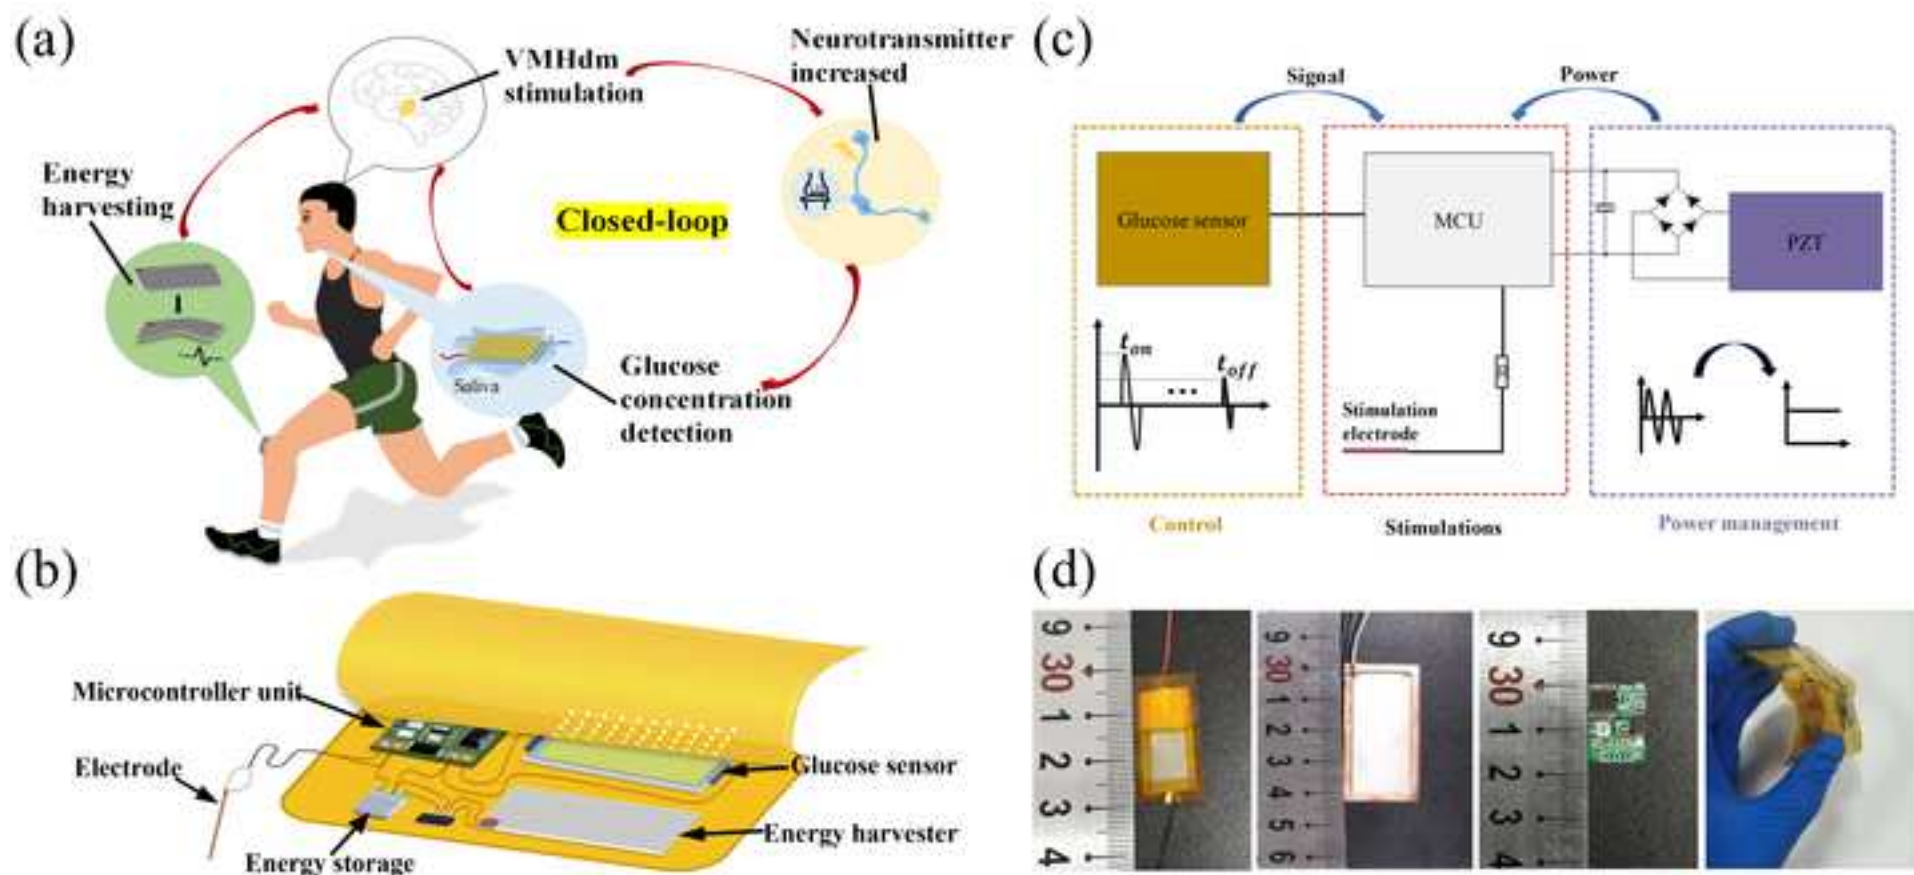 (a)
VMHdm
stimulation
Neurotransmitter
increased
Energy
harvesting
Closed-loop
Saliva
Glucose
concentration
detection
(b)
Microcontroller unit
Electrode
Energy storage
Glucose sensor
Energy harvester
(c)
Signal
Power
Glucose sensor
MCU
PZT
t_on
...
t_off
Stimulation
electrode
R
Control
Stimulations
Power management
(d)
9
30
1
2
3
4
9
30
1
2
3
4
5
6
9
30
1
2
3
4